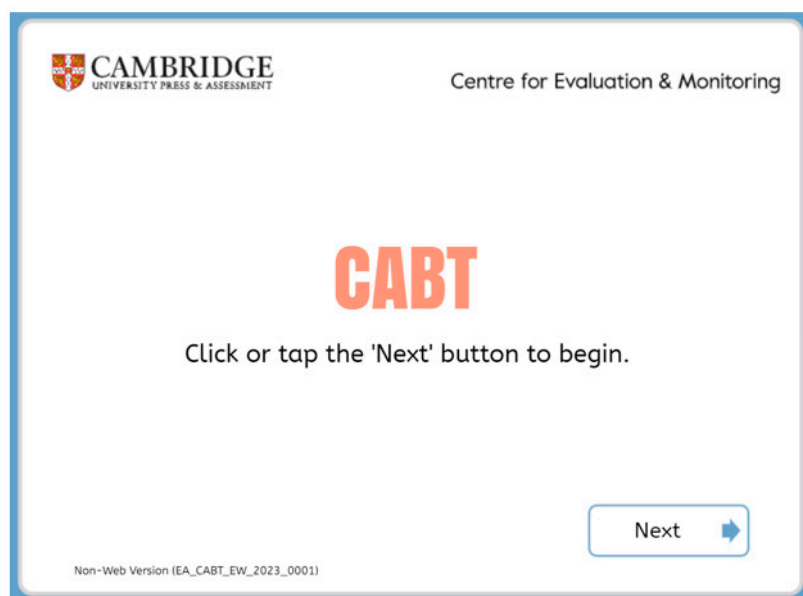 CAMBRIDGE
UNIVERSITY PRESS & ASSESSMENT
Centre for Evaluation & Monitoring
CABT
Click or tap the 'Next' button to begin.
Next
Non-Web Version (EA_CABT_EW_2023_0001)